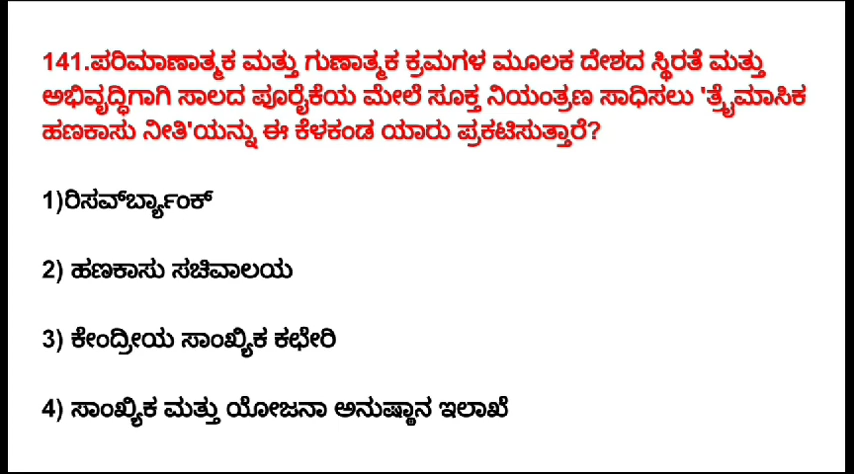 141.ಪರಿಮಾಣಾತ್ಮಕ ಮತ್ತು ಗುಣಾತ್ಮಕ ಕ್ರಮಗಳ ಮೂಲಕ ದೇಶದ ಸ್ಥಿರತೆ ಮತ್ತು
ಅಭಿವೃದ್ಧಿಗಾಗಿ ಸಾಲದ ಪೂರೈಕೆಯ ಮೇಲೆ ಸೂಕ್ತ ನಿಯಂತ್ರಣ ಸಾಧಿಸಲು 'ತ್ರೈಮಾಸಿಕ
ಹಣಕಾಸು ನೀತಿ'ಯನ್ನು ಈ ಕೆಳಕಂಡ ಯಾರು ಪ್ರಕಟಿಸುತ್ತಾರೆ?
1)ರಿಸರ್ವ್‌ಬ್ಯಾಂಕ್
2) ಹಣಕಾಸು ಸಚಿವಾಲಯ
3) ಕೇಂದ್ರೀಯ ಸಾಂಖ್ಯಿಕ ಕಛೇರಿ
4) ಸಾಂಖ್ಯಿಕ ಮತ್ತು ಯೋಜನಾ ಅನುಷ್ಠಾನ ಇಲಾಖೆ